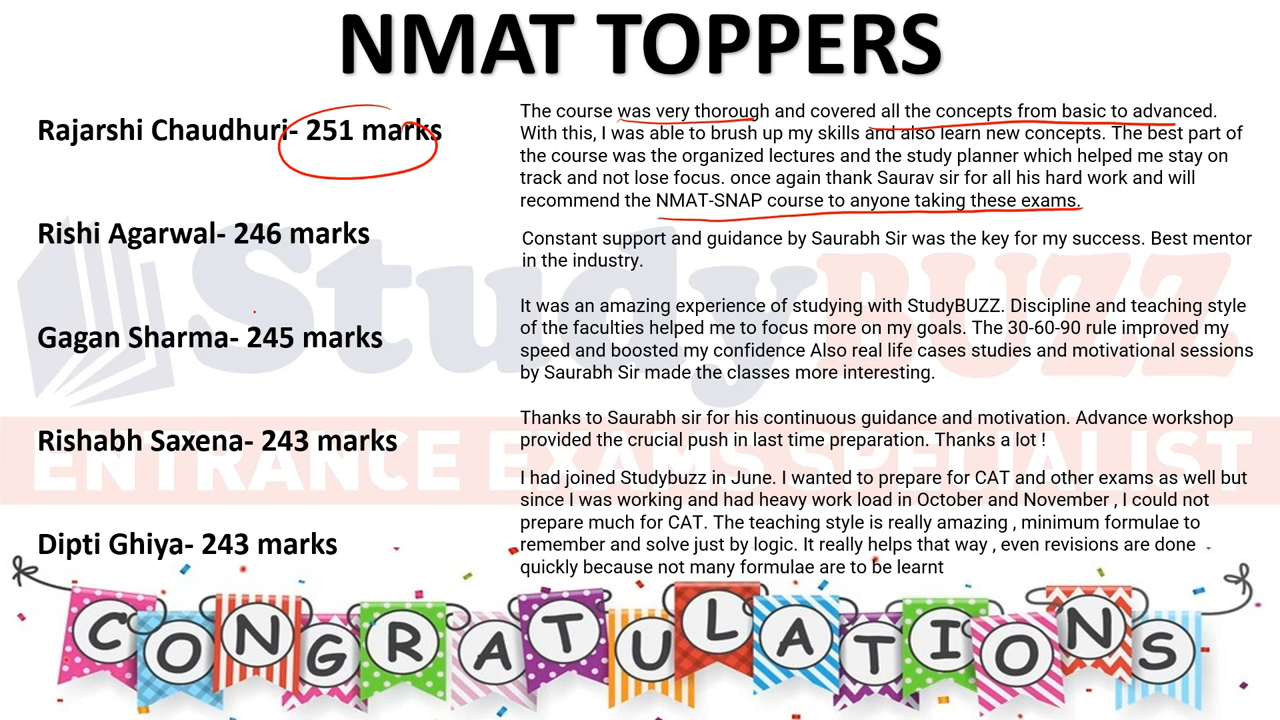 NMAT TOPPERS
Rajarshi Chaudhuri- 251 marks
The course was very thorough and covered all the concepts from basic to advanced.
With this, I was able to brush up my skills and also learn new concepts. The best part of
the course was the organized lectures and the study planner which helped me stay on
track and not lose focus. once again thank Saurav sir for all his hard work and will
recommend the NMAT-SNAP course to anyone taking these exams.
Rishi Agarwal- 246 marks
Constant support and guidance by Saurabh Sir was the key for my success. Best mentor
in the industry.
Gagan Sharma- 245 marks
It was an amazing experience of studying with StudyBUZZ. Discipline and teaching style
of the faculties helped me to focus more on my goals. The 30-60-90 rule improved my
speed and boosted my confidence Also real life cases studies and motivational sessions
by Saurabh Sir made the classes more interesting.
Rishabh Saxena- 243 marks
Thanks to Saurabh sir for his continuous guidance and motivation. Advance workshop
provided the crucial push in last time preparation. Thanks a lot !
Dipti Ghiya- 243 marks
I had joined Studybuzz in June. I wanted to prepare for CAT and other exams as well but
since I was working and had heavy work load in October and November , I could not
prepare much for CAT. The teaching style is really amazing , minimum formulae to
remember and solve just by logic. It really helps that way , even revisions are done
quickly because not many formulae are to be learnt
StudyBUZZ
ENTRANCE EXAMS SPECIALIST
CONGRATULATIONS